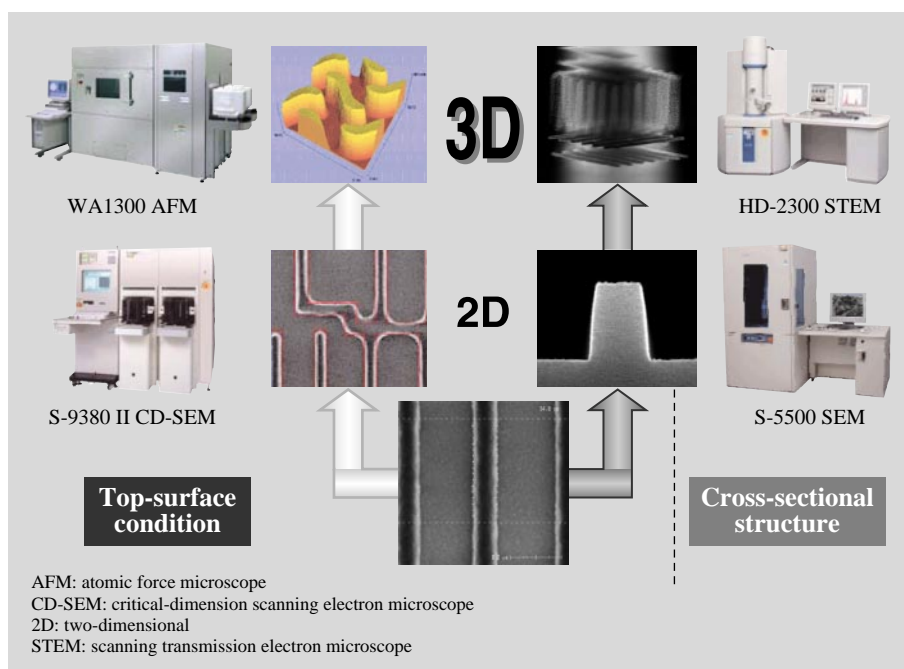 3D
WA1300 AFM
HD-2300 STEM
2D
S-9380 II CD-SEM
S-5500 SEM
Top-surface
condition
Cross-sectional
structure
AFM: atomic force microscope
CD-SEM: critical-dimension scanning electron microscope
2D: two-dimensional
STEM: scanning transmission electron microscope